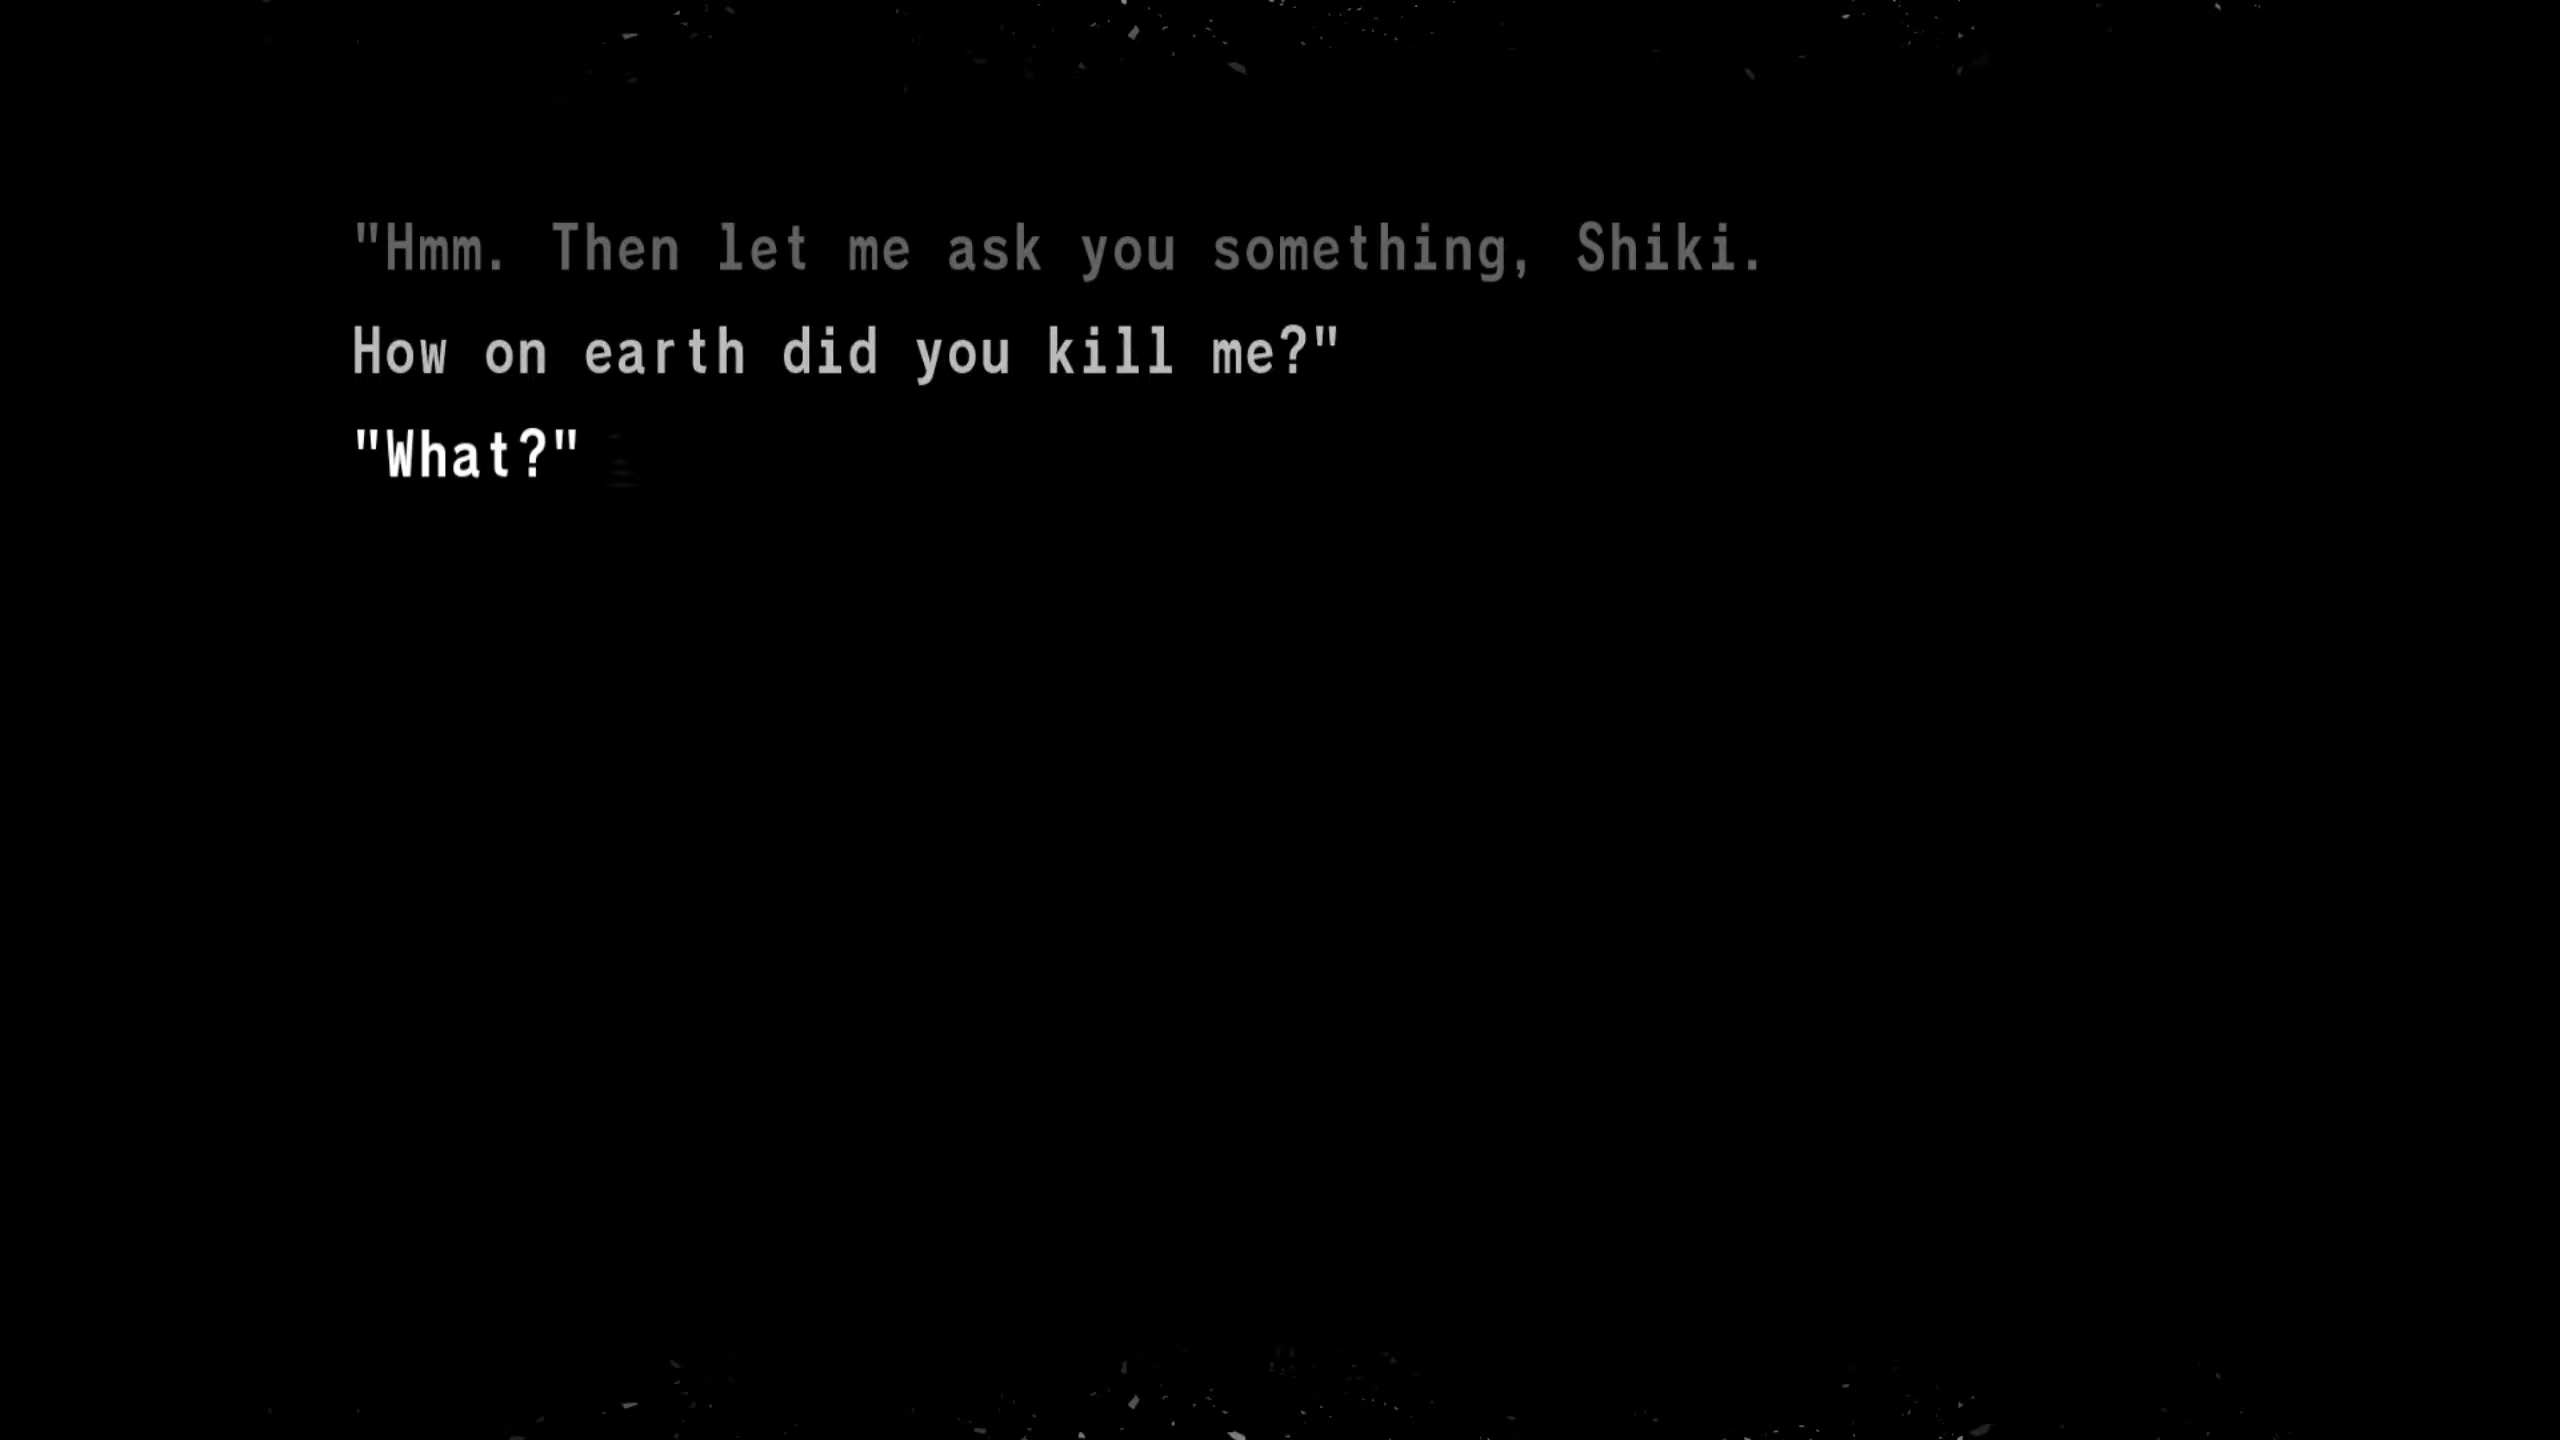 "Hmm. Then let me ask you something, Shiki.
How on earth did you kill me?"
"What?"